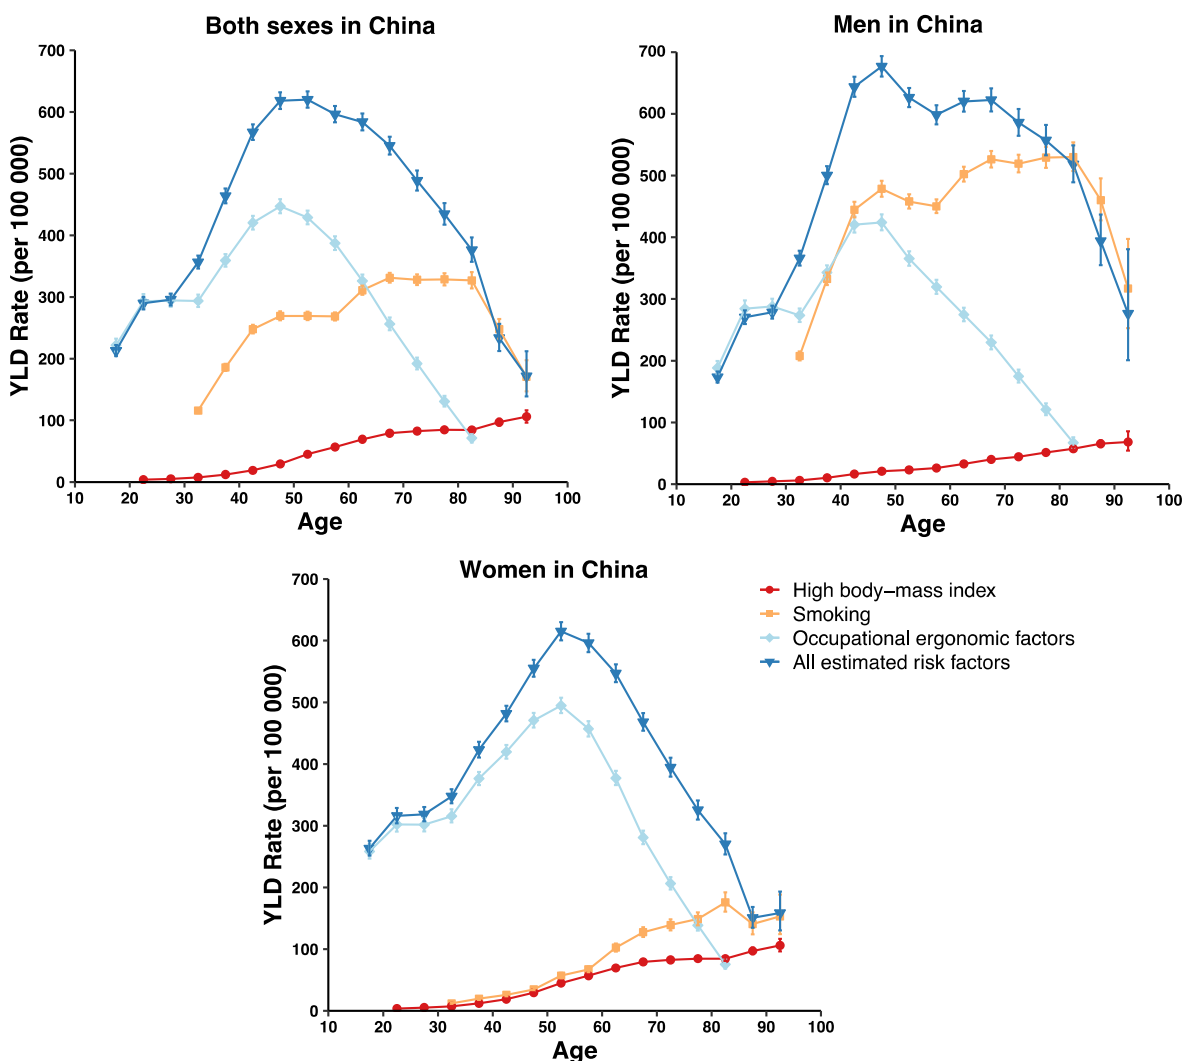 Both sexes in China
YLD Rate (per 100 000)
700
600
500
400
300
200
100
0
10 20 30 40 50 60 70 80 90 100
Age
Men in China
YLD Rate (per 100 000)
700
600
500
400
300
200
100
0
10 20 30 40 50 60 70 80 90 100
Age
Women in China
YLD Rate (per 100 000)
700
600
500
400
300
200
100
0
10 20 30 40 50 60 70 80 90 100
Age
High body−mass index
Smoking
Occupational ergonomic factors
All estimated risk factors